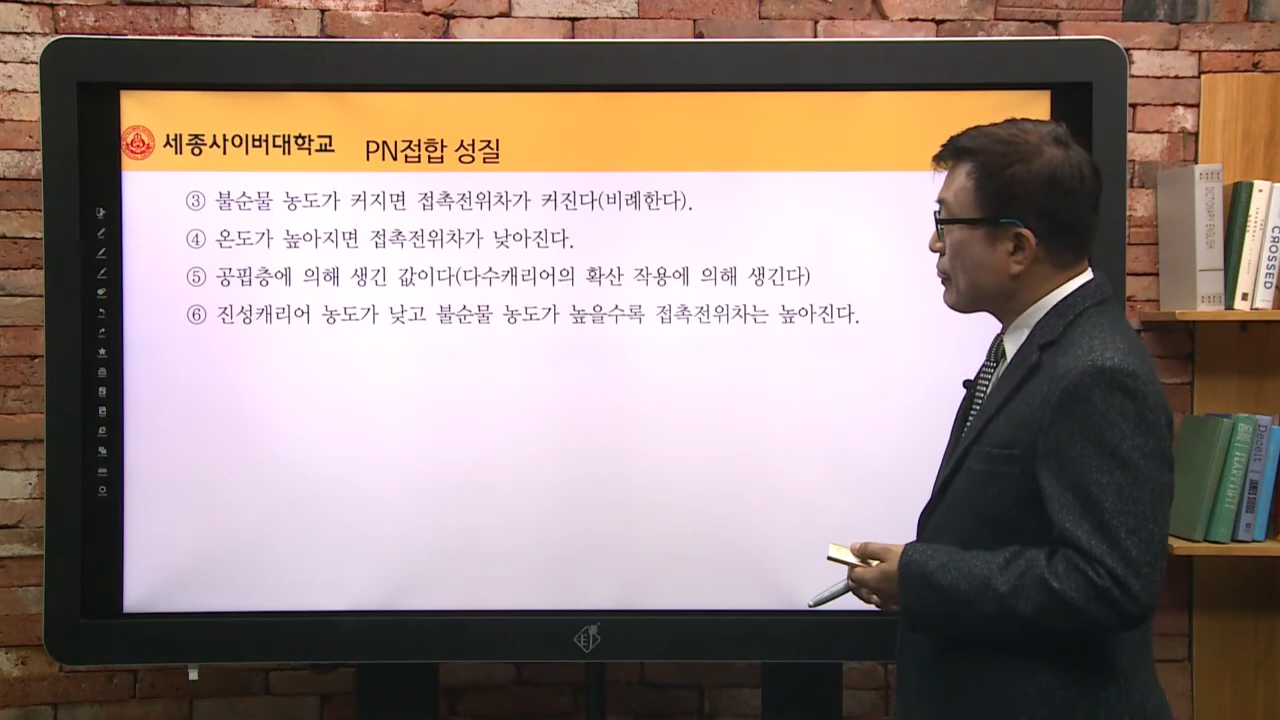 세종사이버대학교 PN접합 성질
③ 불순물 농도가 커지면 접촉전위차가 커진다(비례한다).
④ 온도가 높아지면 접촉전위차가 낮아진다.
⑤ 공핍층에 의해 생긴 값이다(다수캐리어의 확산 작용에 의해 생긴다)
⑥ 진성캐리어 농도가 낮고 불순물 농도가 높을수록 접촉전위차는 높아진다.
DICTIONARY ENGLISH
CROSSED
Deceit